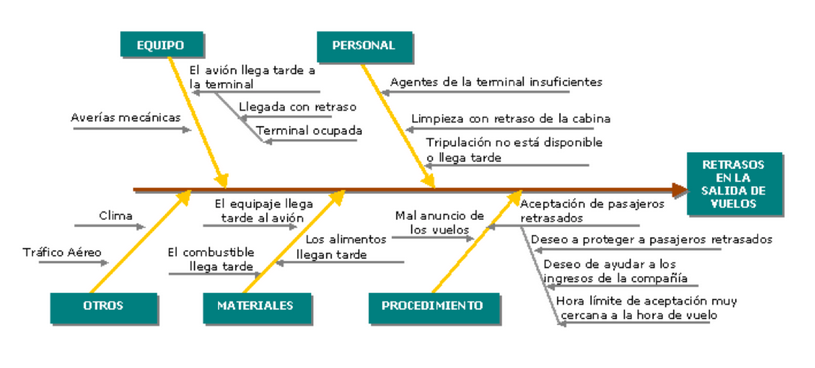 EQUIPO
PERSONAL
El avión llega tarde a
la terminal
Agentes de la terminal insuficientes
Llegada con retraso
Averías mecánicas
Limpieza con retraso de la cabina
Terminal ocupada
Tripulación no está disponible
o llega tarde
RETRASOS
EN LA
SALIDA DE
VUELOS
El equipaje llega
tarde al avión
Aceptación de pasajeros
retrasados
Clima
Mal anuncio de
los vuelos
Los alimentos
llegan tarde
Deseo a proteger a pasajeros retrasados
Tráfico Aéreo
El combustible
llega tarde
Deseo de ayudar a los
ingresos de la compañía
Hora límite de aceptación muy
cercana a la hora de vuelo
OTROS
MATERIALES
PROCEDIMIENTO